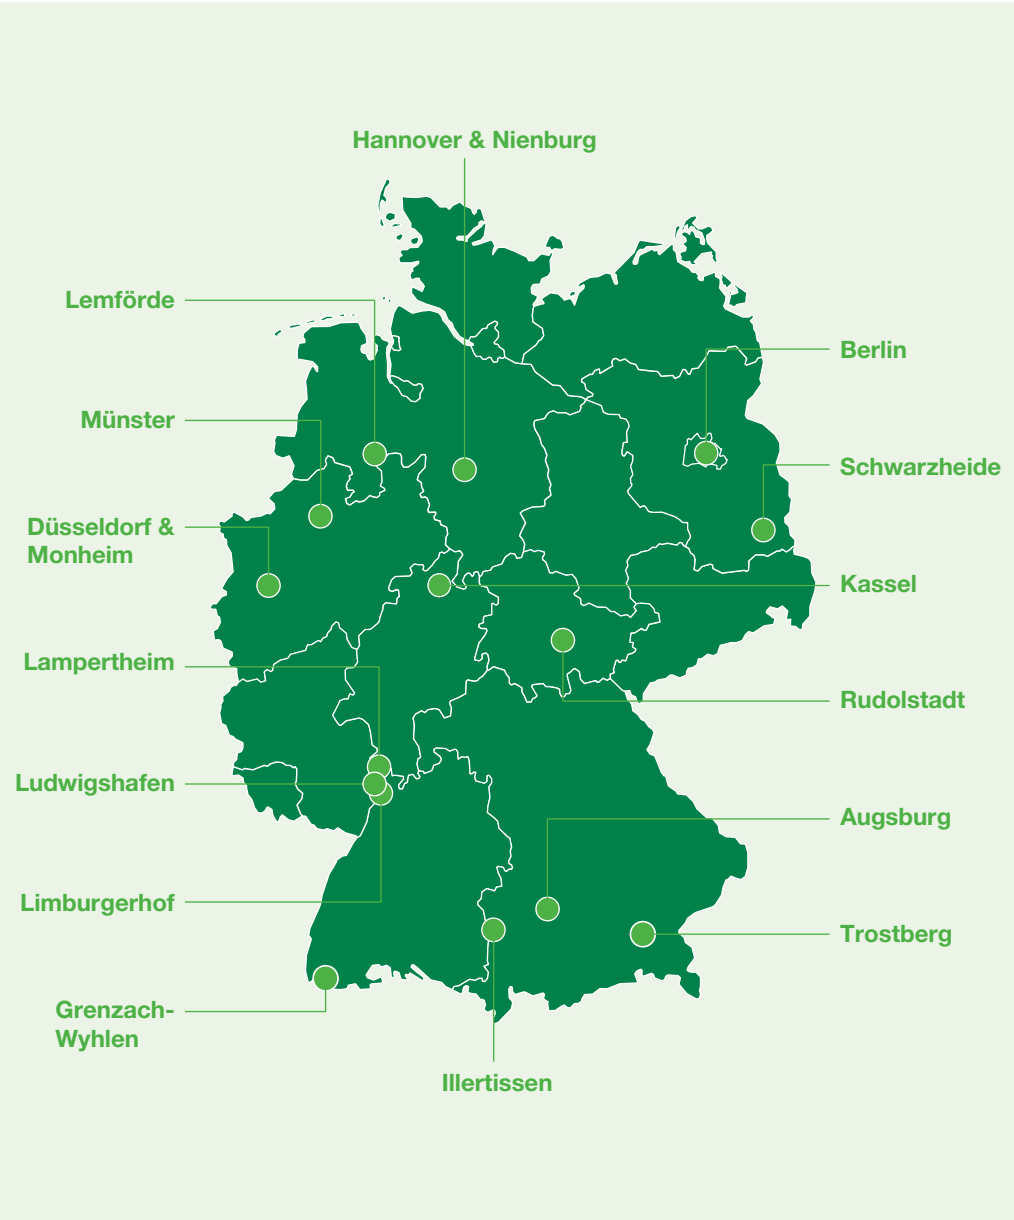 Hannover & Nienburg
Lemförde
Berlin
Münster
Schwarzheide
Düsseldorf &
Monheim
Kassel
Lampertheim
Rudolstadt
Ludwigshafen
Augsburg
Limburgerhof
Trostberg
Grenzach-
Wyhlen
Illertissen